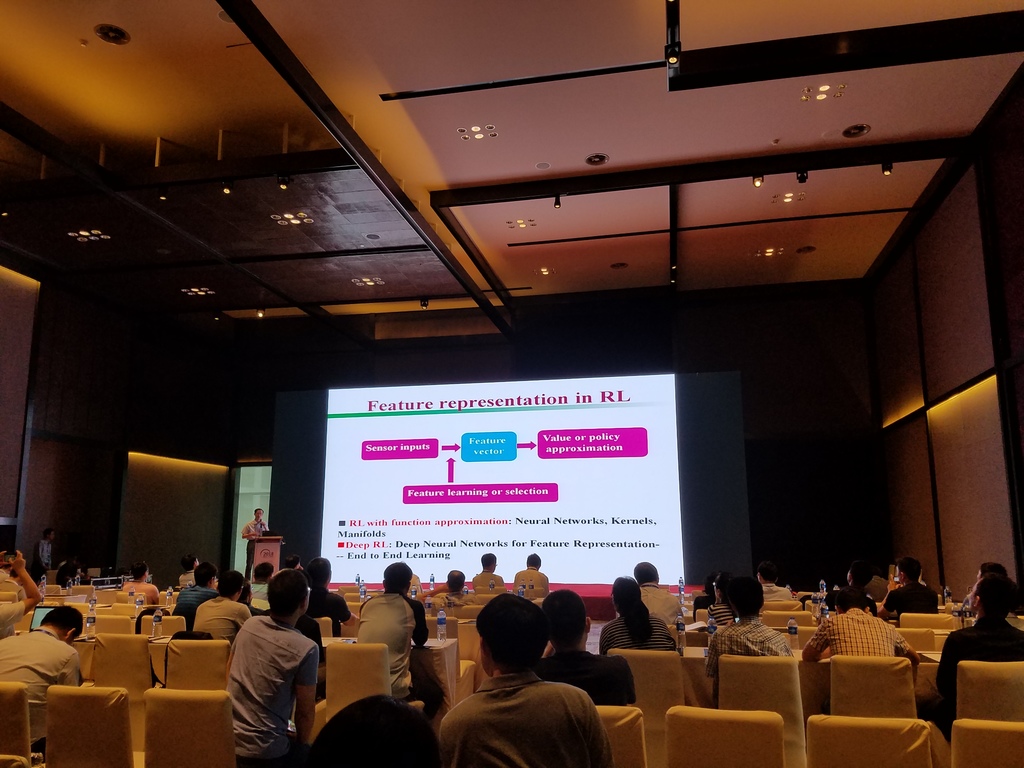 Feature representation in RL
Sensor inputs
Feature
vector
Value or policy
approximation
Feature learning or selection
RL with function approximation: Neural Networks, Kernels,
Manifolds
Deep RL: Deep Neural Networks for Feature Representation-
-- End to End Learning